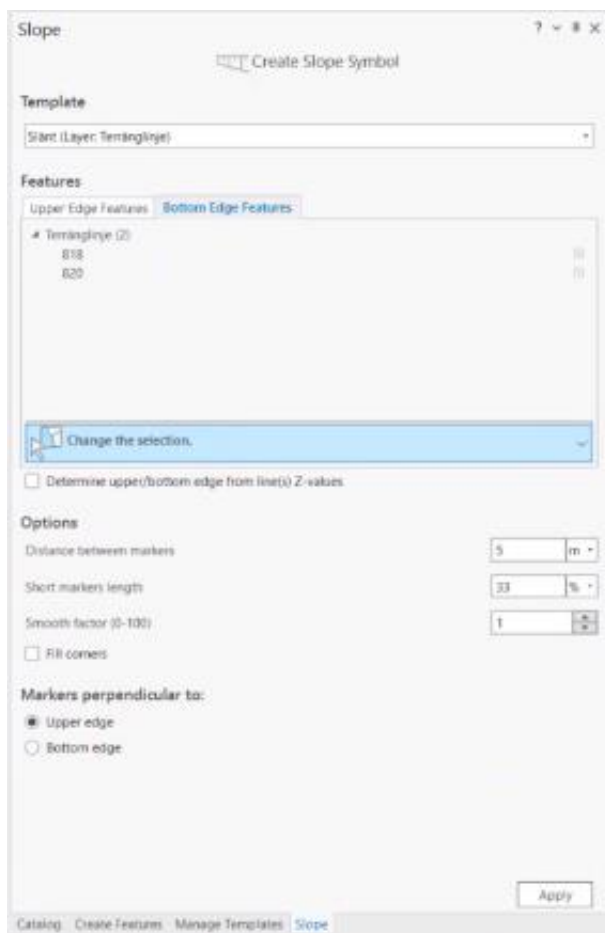 Slope
Create Slope Symbol
Template
Slänt (Layer: Terränglinje)
Features
Upper Edge Features Bottom Edge Features
Terränglinje (2)
818
820
Change the selection.
Determine upper/bottom edge from line(s) Z-values
Options
Distance between markers 5 m
Short markers length 33 %
Smooth factor (0-100) 1
Fill corners
Markers perpendicular to:
Upper edge
Bottom edge
Apply
Catalog Create Features Manage Templates Slope